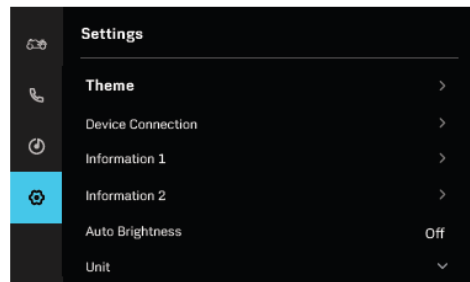 Settings
Theme
Device Connection
Information 1
Information 2
Auto Brightness Off
Unit